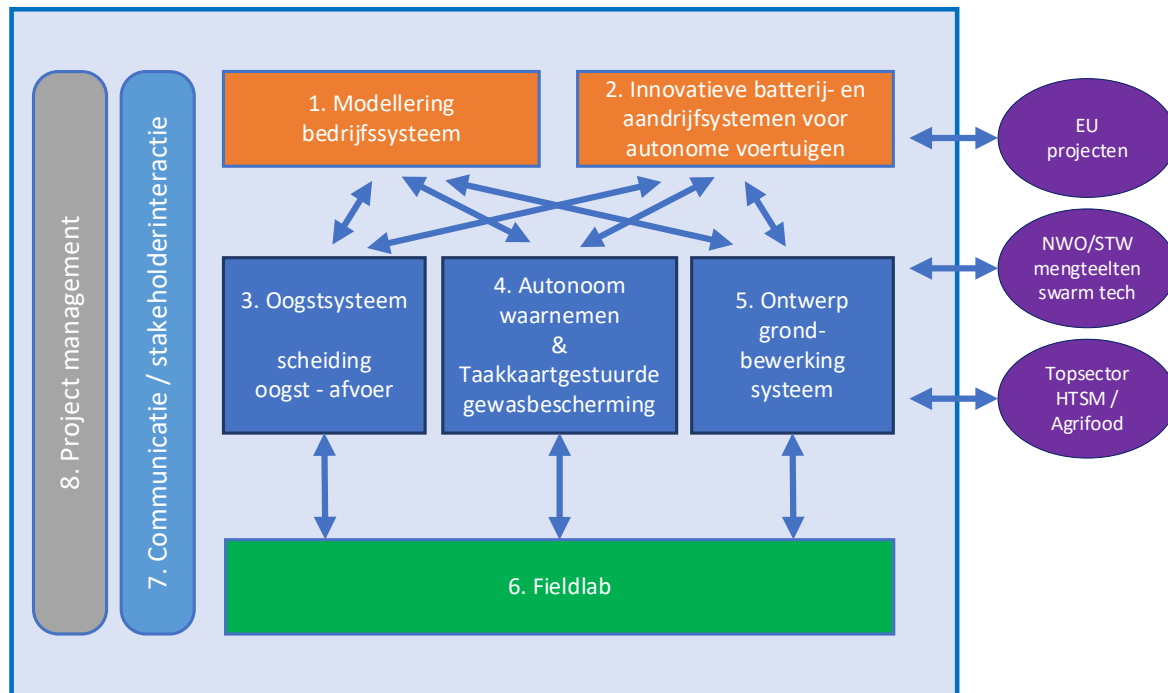 8. Project management
7. Communicatie / stakeholderinteractie
1. Modellering
bedrijfssysteem
2. Innovatieve batterij- en
aandrijfsystemen voor
autonome voertuigen
3. Oogstsysteem
scheiding
oogst - afvoer
4. Autonoom
waarnemen
&
Taakkaartgestuurde
gewasbescherming
5. Ontwerp
grond-
bewerking
systeem
6. Fieldlab
EU
projecten
NWO/STW
mengteelten
swarm tech
Topsector
HTSM /
Agrifood